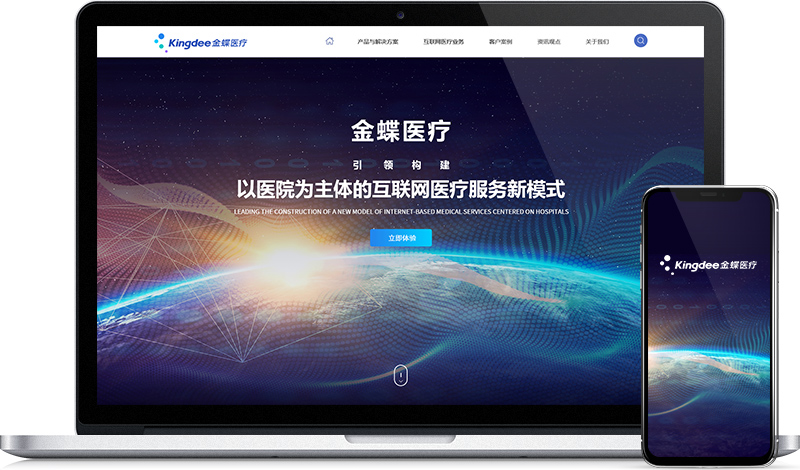 Kingdee金蝶医疗
产品与解决方案
互联网医疗业务
客户案例
资讯观点
关于我们
金蝶医疗
引领构建
以医院为主体的互联网医疗服务新模式
LEADING THE CONSTRUCTION OF A NEW MODEL OF INTERNET-BASED MEDICAL SERVICES CENTERED ON HOSPITALS
立即体验
Kingdee金蝶医疗